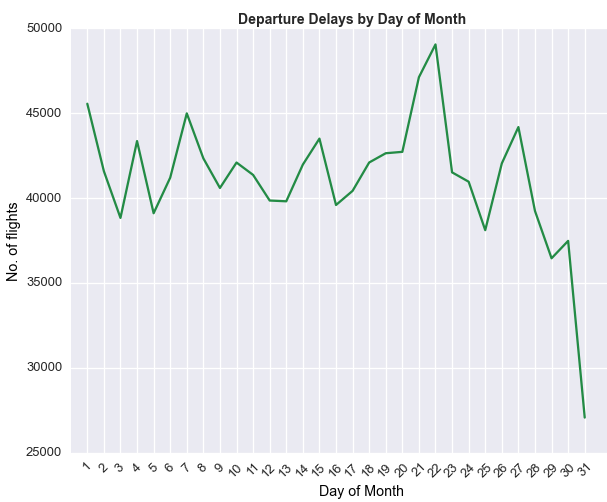 Departure Delays by Day of Month
50000
45000
40000
35000
30000
25000
No. of flights
1 2 3 4 5 6 7 8 9 10 11 12 13 14 15 16 17 18 19 20 21 22 23 24 25 26 27 28 29 30 31
Day of Month